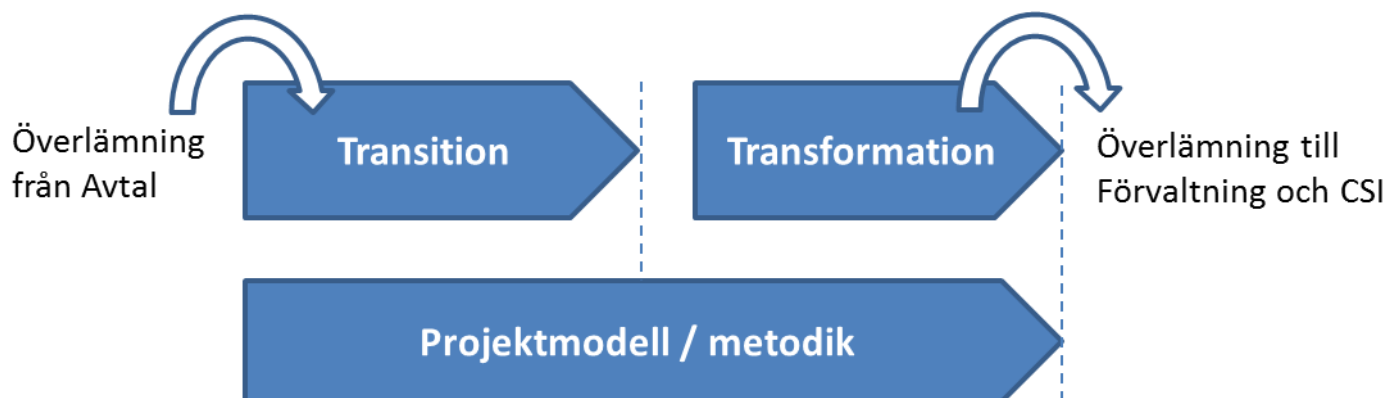 Överlämning
från Avtal
Transition
Transformation
Överlämning till
Förvaltning och CSI
Projektmodell / metodik